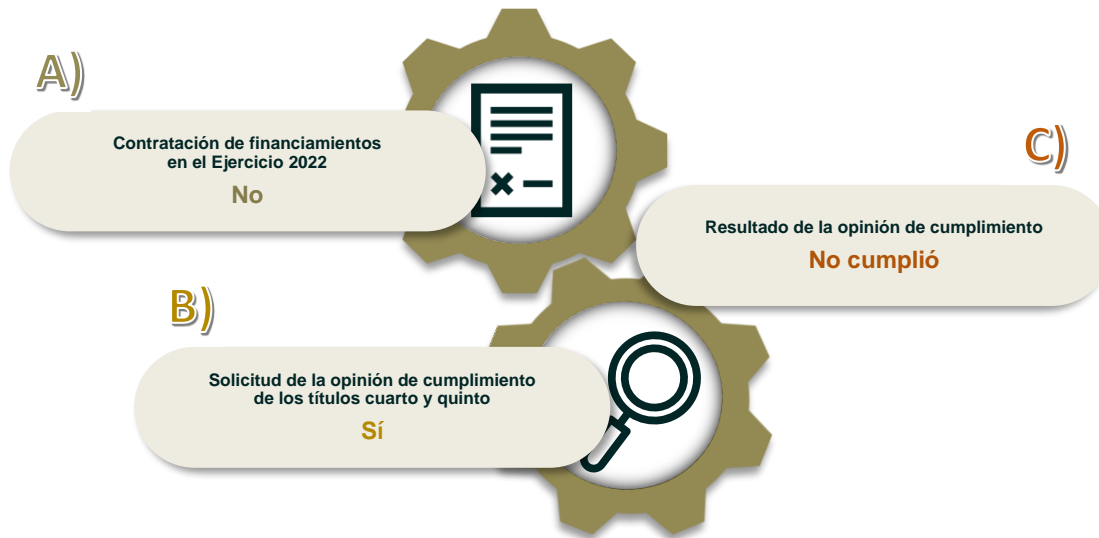 A)
Contratación de financiamientos
en el Ejercicio 2022
No
B)
Solicitud de la opinión de cumplimiento
de los títulos cuarto y quinto
Sí
C)
Resultado de la opinión de cumplimiento
No cumplió